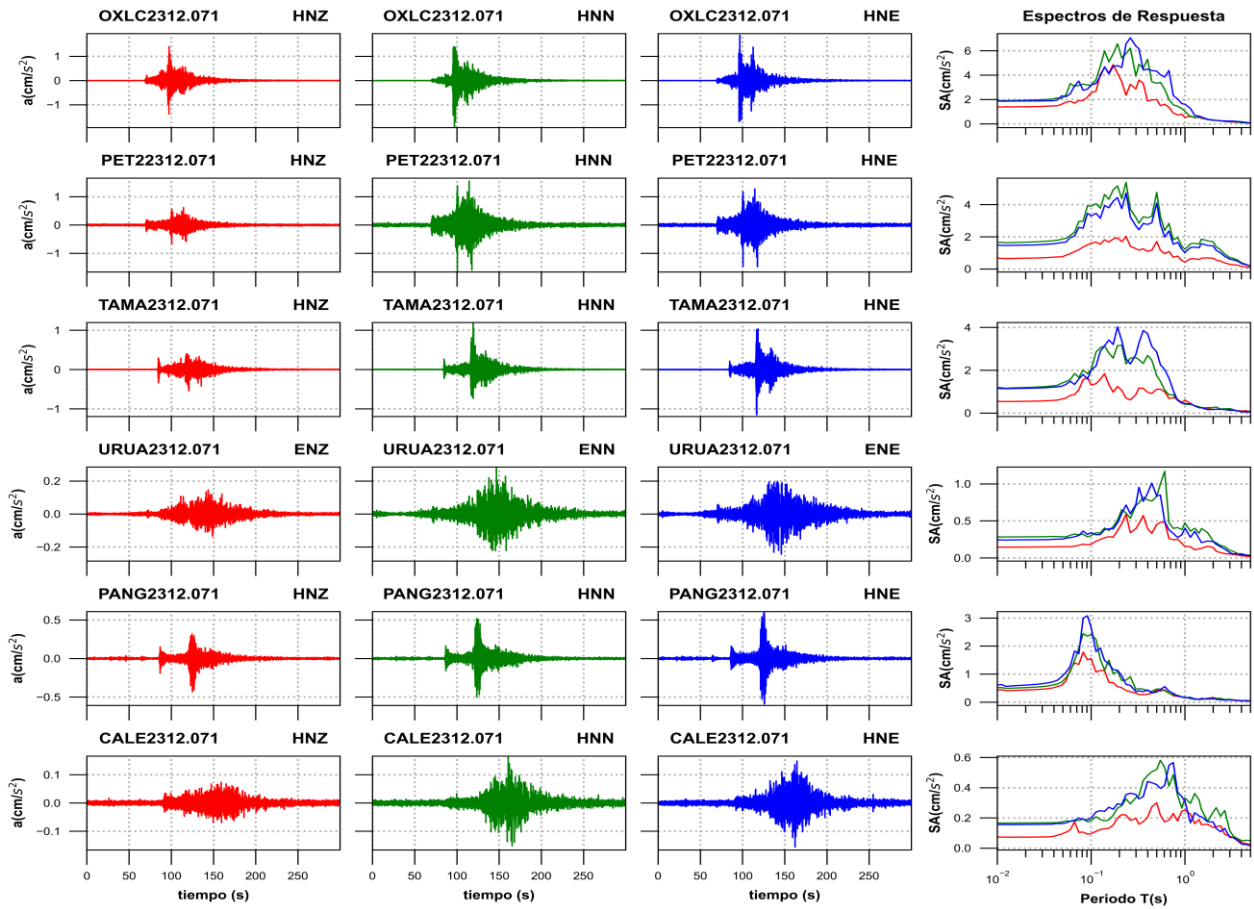 OXLC2312.071 HNZ OXLC2312.071 HNN OXLC2312.071 HNE Espectros de Respuesta
a(cm/s²) 1 0 −1 SA(cm/s²) 6 4 2 0
PET22312.071 HNZ PET22312.071 HNN PET22312.071 HNE
a(cm/s²) 1 0 −1 SA(cm/s²) 4 2 0
TAMA2312.071 HNZ TAMA2312.071 HNN TAMA2312.071 HNE
a(cm/s²) 1 0 −1 SA(cm/s²) 4 2 0
URUA2312.071 ENZ URUA2312.071 ENN URUA2312.071 ENE
a(cm/s²) 0.2 0.0 −0.2 SA(cm/s²) 1.0 0.5 0.0
PANG2312.071 HNZ PANG2312.071 HNN PANG2312.071 HNE
a(cm/s²) 0.5 0.0 −0.5 SA(cm/s²) 3 2 1 0
CALE2312.071 HNZ CALE2312.071 HNN CALE2312.071 HNE
a(cm/s²) 0.1 0.0 −0.1 SA(cm/s²) 0.6 0.4 0.2 0.0
0 50 100 150 200 250 0 50 100 150 200 250 0 50 100 150 200 250 10⁻² 10⁻¹ 10⁰
tiempo (s) tiempo (s) tiempo (s) Periodo T(s)